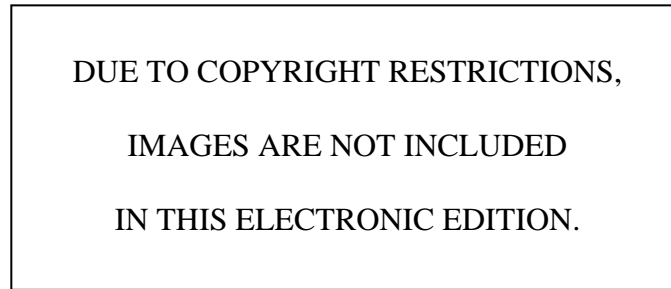 DUE TO COPYRIGHT RESTRICTIONS,
IMAGES ARE NOT INCLUDED
IN THIS ELECTRONIC EDITION.